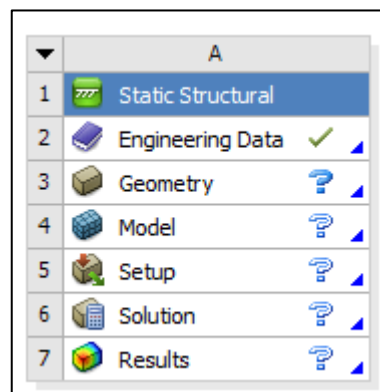 A
1 Static Structural
2 Engineering Data
3 Geometry
4 Model
5 Setup
6 Solution
7 Results